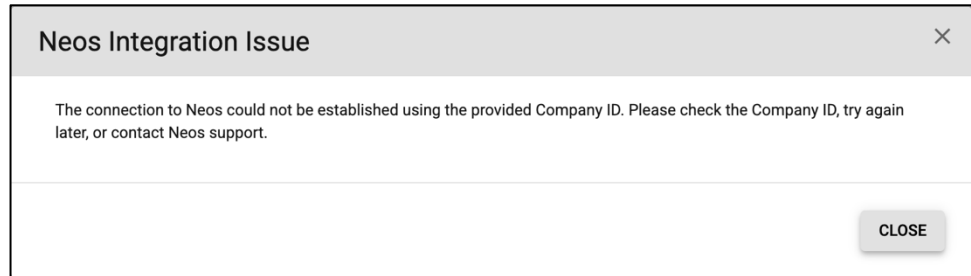 Neos Integration Issue
The connection to Neos could not be established using the provided Company ID. Please check the Company ID, try again
later, or contact Neos support.
CLOSE